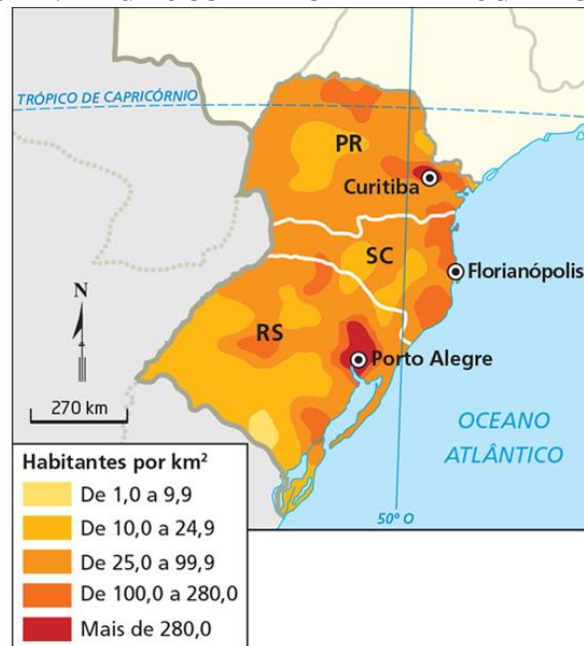 TRÓPICO DE CAPRICÓRNIO
PR
Curitiba
SC
Florianópolis
N
RS
Porto Alegre
270 km
OCEANO
ATLÂNTICO
50º O
Habitantes por km²
De 1,0 a 9,9
De 10,0 a 24,9
De 25,0 a 99,9
De 100,0 a 280,0
Mais de 280,0